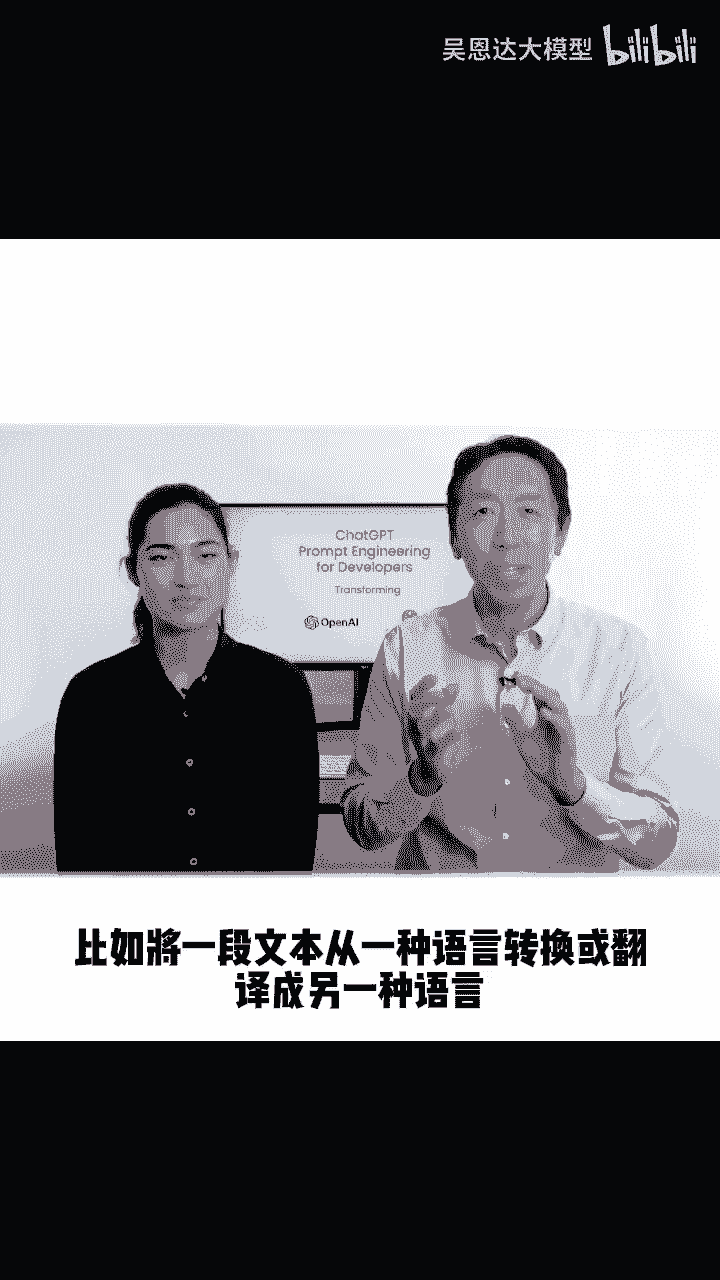 吴恩达大模型 bilibili
ChatGPT
Prompt Engineering
for Developers
Transforming
OpenAI
比如將一段文本从一种语言转换或翻
译成另一种语言